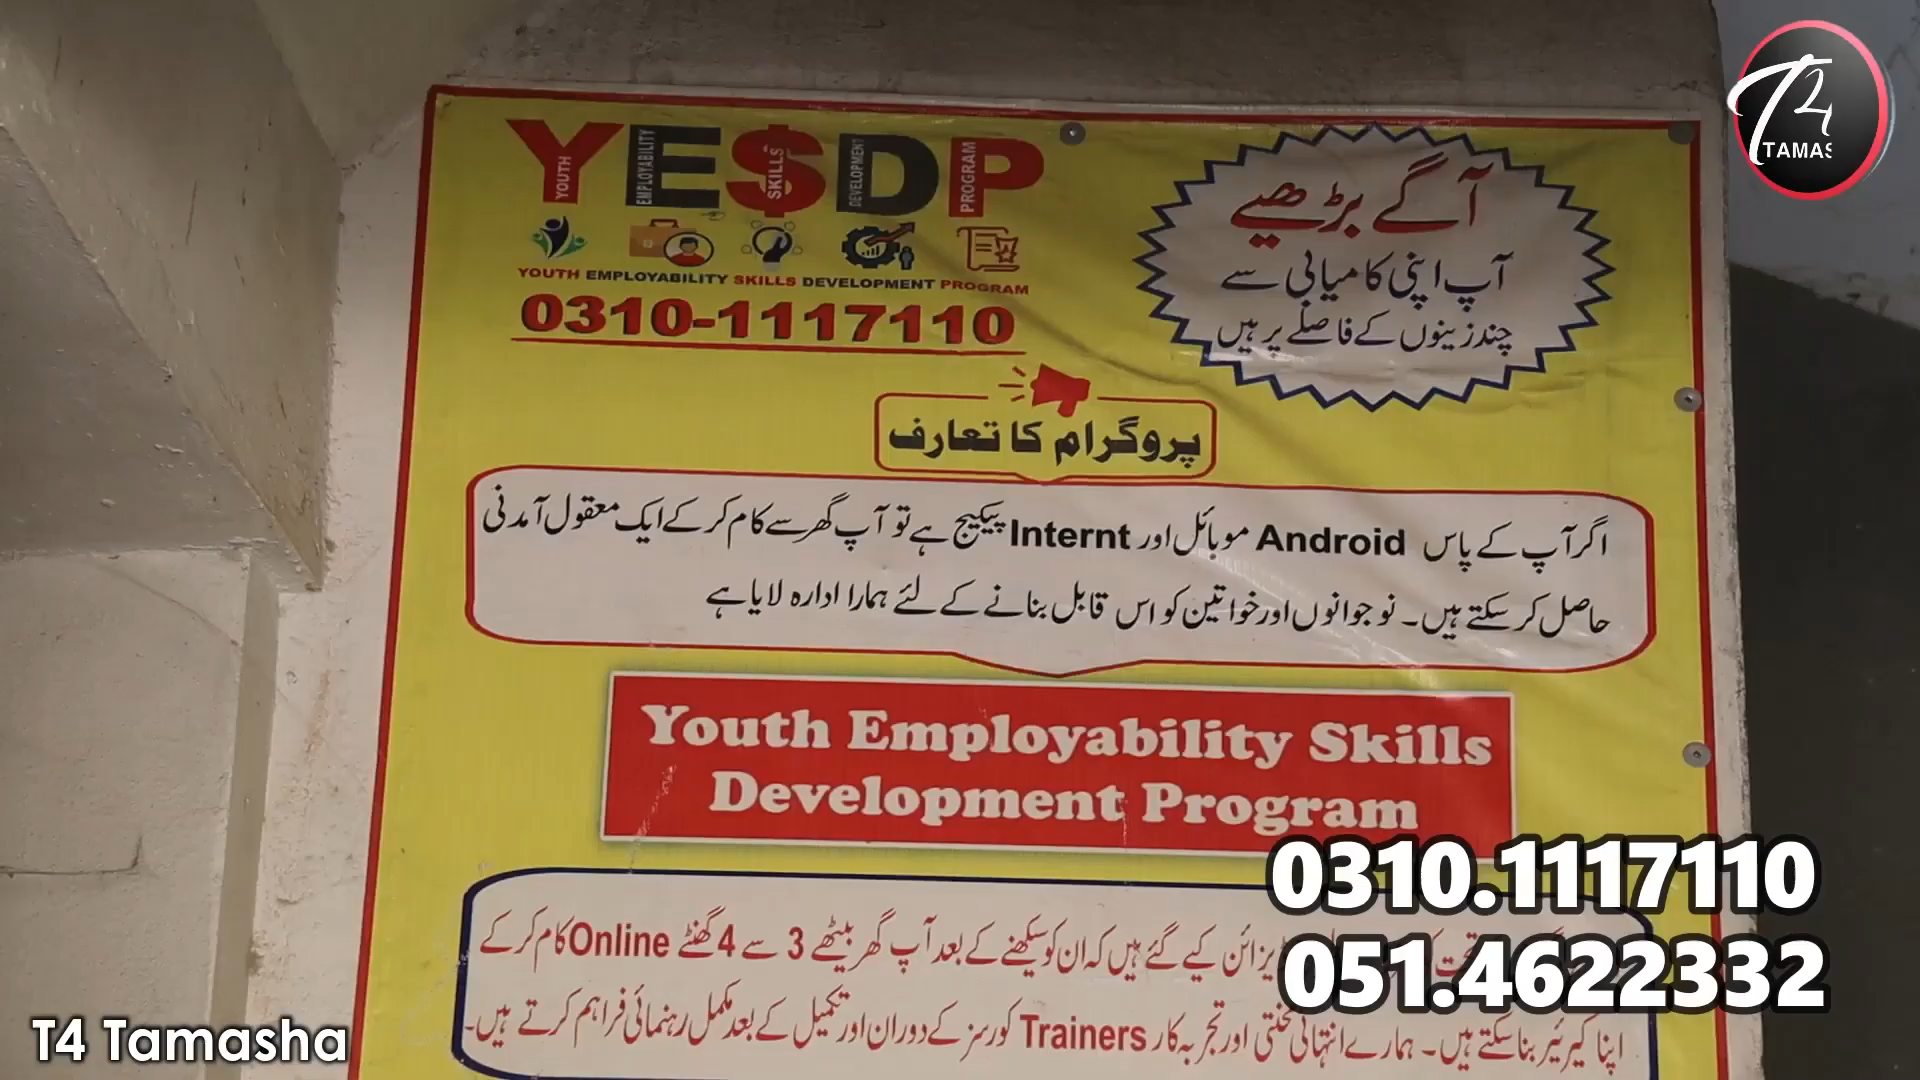 YESDP
YOUTH
EMPLOYABILITY
SKILLS
DEVELOPMENT
PROGRAM
YOUTH EMPLOYABILITY SKILLS DEVELOPMENT PROGRAM
0310-1117110
آگے بڑھیے
آپ اپنی کامیابی سے
چند زینوں کے فاصلے پر ہیں
پروگرام کا تعارف
اگر آپ کے پاس Android موبائل اور Internt پیکیج ہے تو آپ گھر سے کام کر کے ایک معقول آمدنی
حاصل کر سکتے ہیں۔ نوجوانوں اور خواتین کو اس قابل بنانے کے لئے ہمارا ادارہ لایا ہے
Youth Employability Skills
Development Program
کیے گئے ہیں کہ ان کو سیکھنے کے بعد آپ گھر بیٹھے 3 سے 4 گھنٹے Online کام کر کے
اپنا کیرئیر بنا سکتے ہیں۔ ہمارے انتہائی محنتی اور تجربہ کار Trainers کورسز کے دوران اور تکمیل کے بعد مکمل رہنمائی فراہم کرتے ہیں۔
0310.1117110
051.4622332
T4 Tamasha
T4
TAMAS